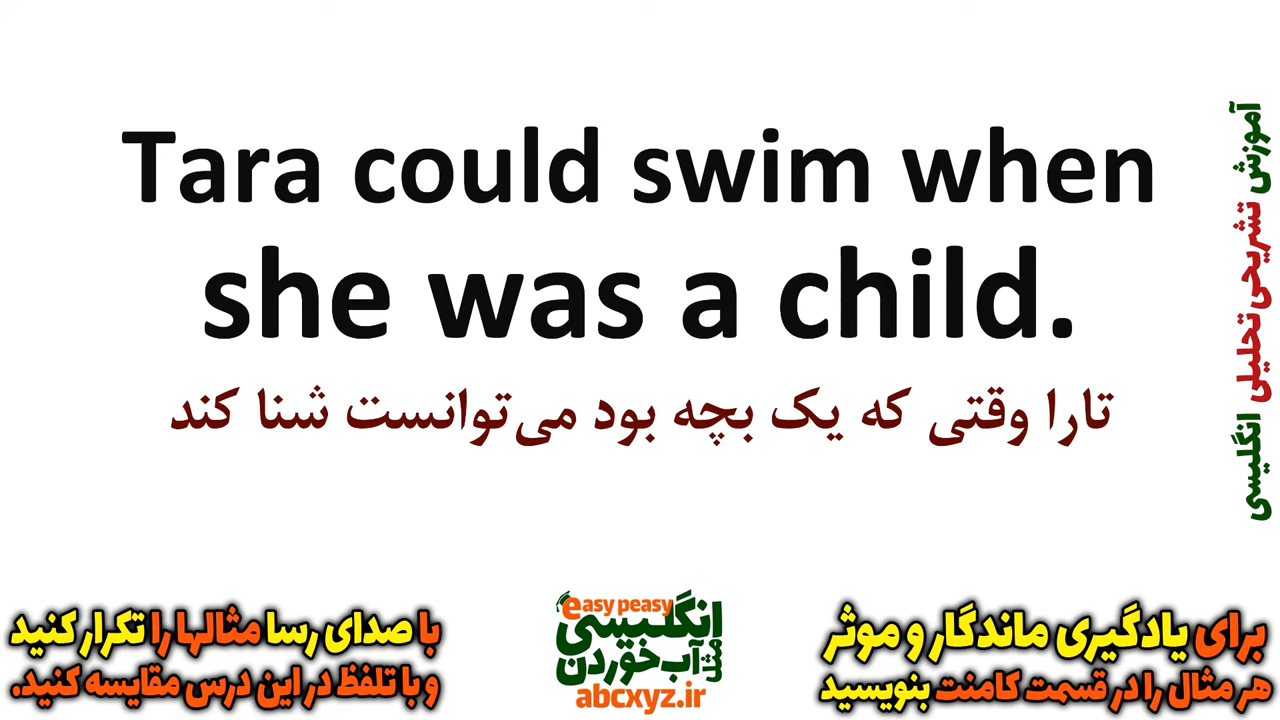 Tara could swim when
she was a child.
تارا وقتی که یک بچه بود می‌توانست شنا کند
آموزش تشریحی تحلیلی انگلیسی
برای یادگیری ماندگار و موثر
هر مثال را در قسمت کامنت بنویسید
easy peasy
انگلیسی
مثل آب خوردن
abcxyz.ir
با صدای رسا مثالها را تکرار کنید
و با تلفظ در این درس مقایسه کنید.